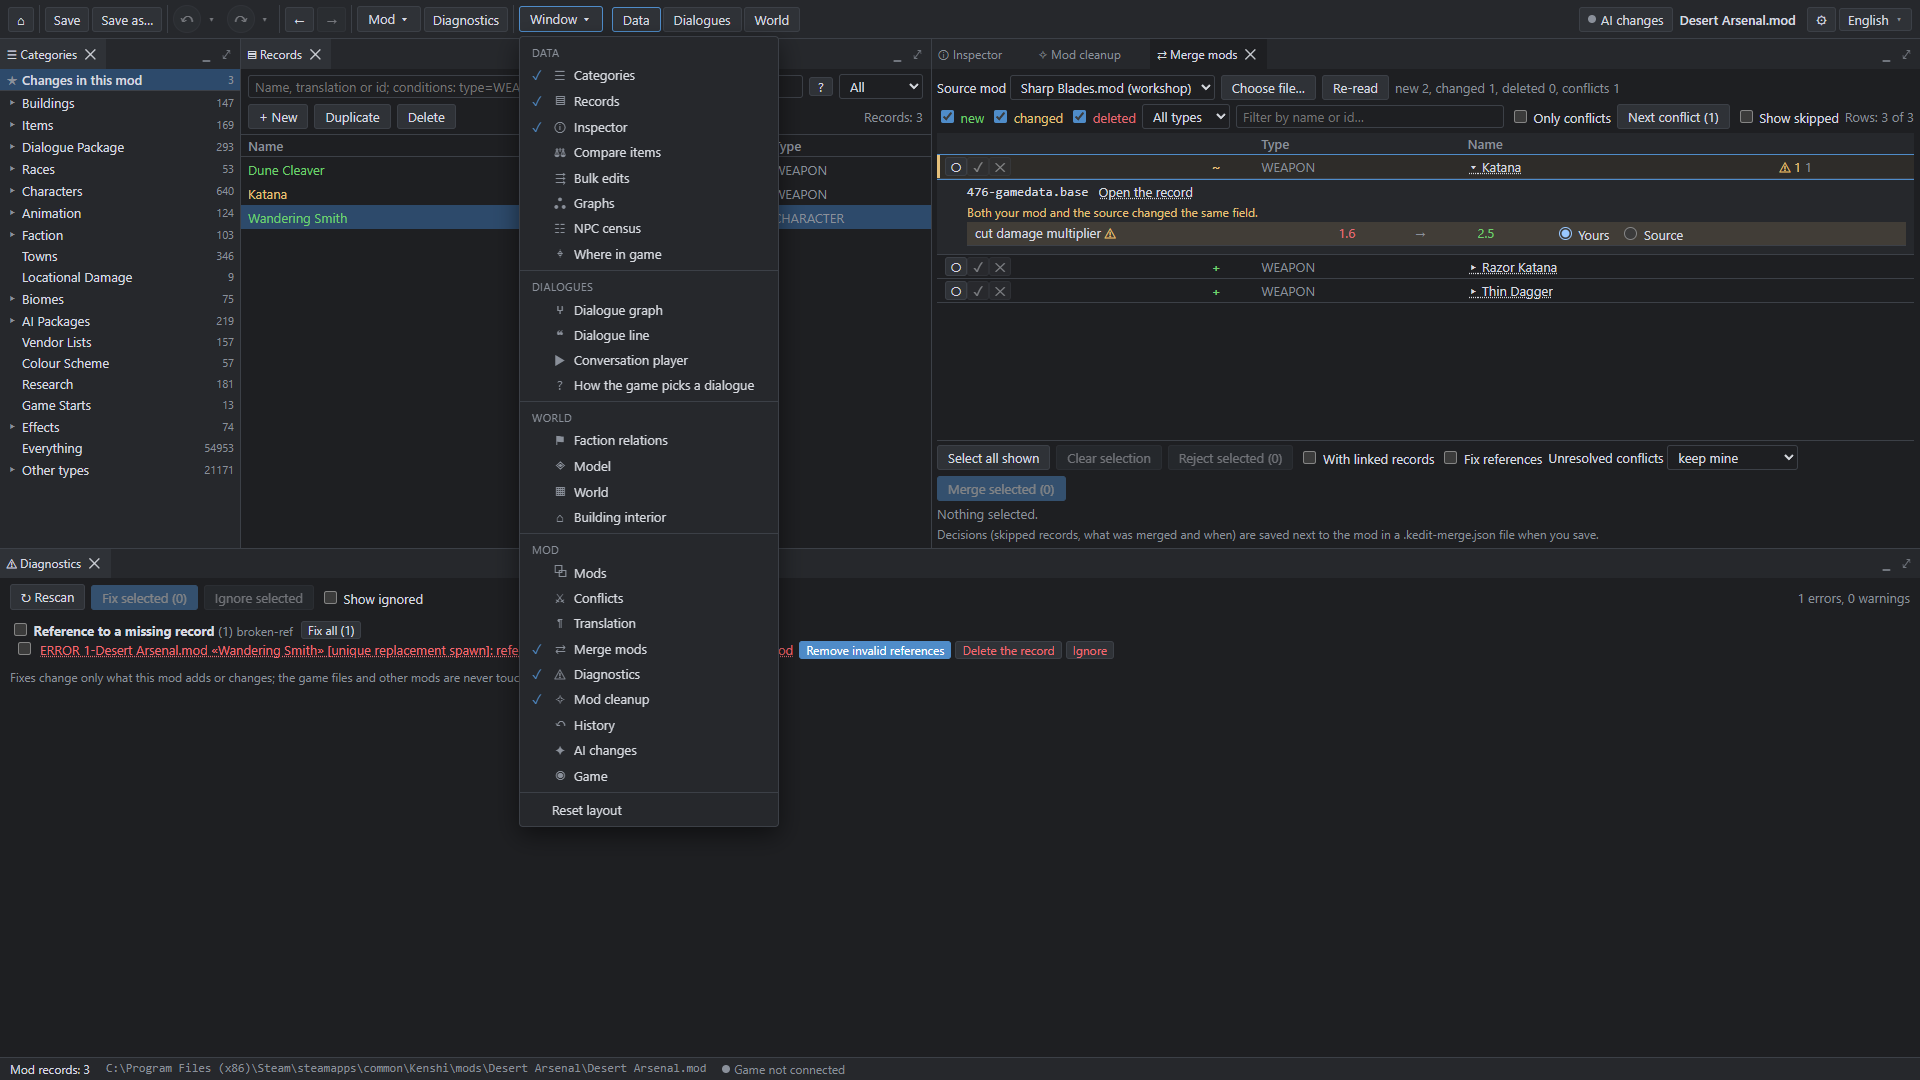 Save
Save as...
Mod
Diagnostics
Window
Data
Dialogues
World
AI changes
Desert Arsenal.mod
English
Categories
Changes in this mod 3
Buildings 147
Items 169
Dialogue Package 293
Races 53
Characters 640
Animation 124
Faction 103
Towns 346
Locational Damage 9
Biomes 75
AI Packages 219
Vendor Lists 157
Colour Scheme 57
Research 181
Game Starts 13
Effects 74
Everything 54953
Other types 21171
Records
Name, translation or id; conditions: type=WEA
?
All
+ New
Duplicate
Delete
Records: 3
Name
Dune Cleaver
WEAPON
Katana
WEAPON
Wandering Smith
CHARACTER
DATA
Categories
Records
Inspector
Compare items
Bulk edits
Graphs
NPC census
Where in game
DIALOGUES
Dialogue graph
Dialogue line
Conversation player
How the game picks a dialogue
WORLD
Faction relations
Model
World
Building interior
MOD
Mods
Conflicts
Translation
Merge mods
Diagnostics
Mod cleanup
History
AI changes
Game
Reset layout
Inspector
Mod cleanup
Merge mods
Source mod
Sharp Blades.mod (workshop)
Choose file...
Re-read
new 2, changed 1, deleted 0, conflicts 1
new
changed
deleted
All types
Filter by name or id...
Only conflicts
Next conflict (1)
Show skipped
Rows: 3 of 3
Type
Name
~ WEAPON Katana 1 1
476-gamedata.base Open the record
Both your mod and the source changed the same field.
cut damage multiplier 1.6 → 2.5 Yours Source
+ WEAPON Razor Katana
+ WEAPON Thin Dagger
Select all shown
Clear selection
Reject selected (0)
With linked records
Fix references
Unresolved conflicts
keep mine
Merge selected (0)
Nothing selected.
Decisions (skipped records, what was merged and when) are saved next to the mod in a .kedit-merge.json file when you save.
Diagnostics
Rescan
Fix selected (0)
Ignore selected
Show ignored
1 errors, 0 warnings
Reference to a missing record (1) broken-ref Fix all (1)
ERROR 1-Desert Arsenal.mod «Wandering Smith» [unique replacement spawn]: refe
od
Remove invalid references
Delete the record
Ignore
Fixes change only what this mod adds or changes; the game files and other mods are never touc
Mod records: 3
C:\Program Files (x86)\Steam\steamapps\common\Kenshi\mods\Desert Arsenal\Desert Arsenal.mod
Game not connected